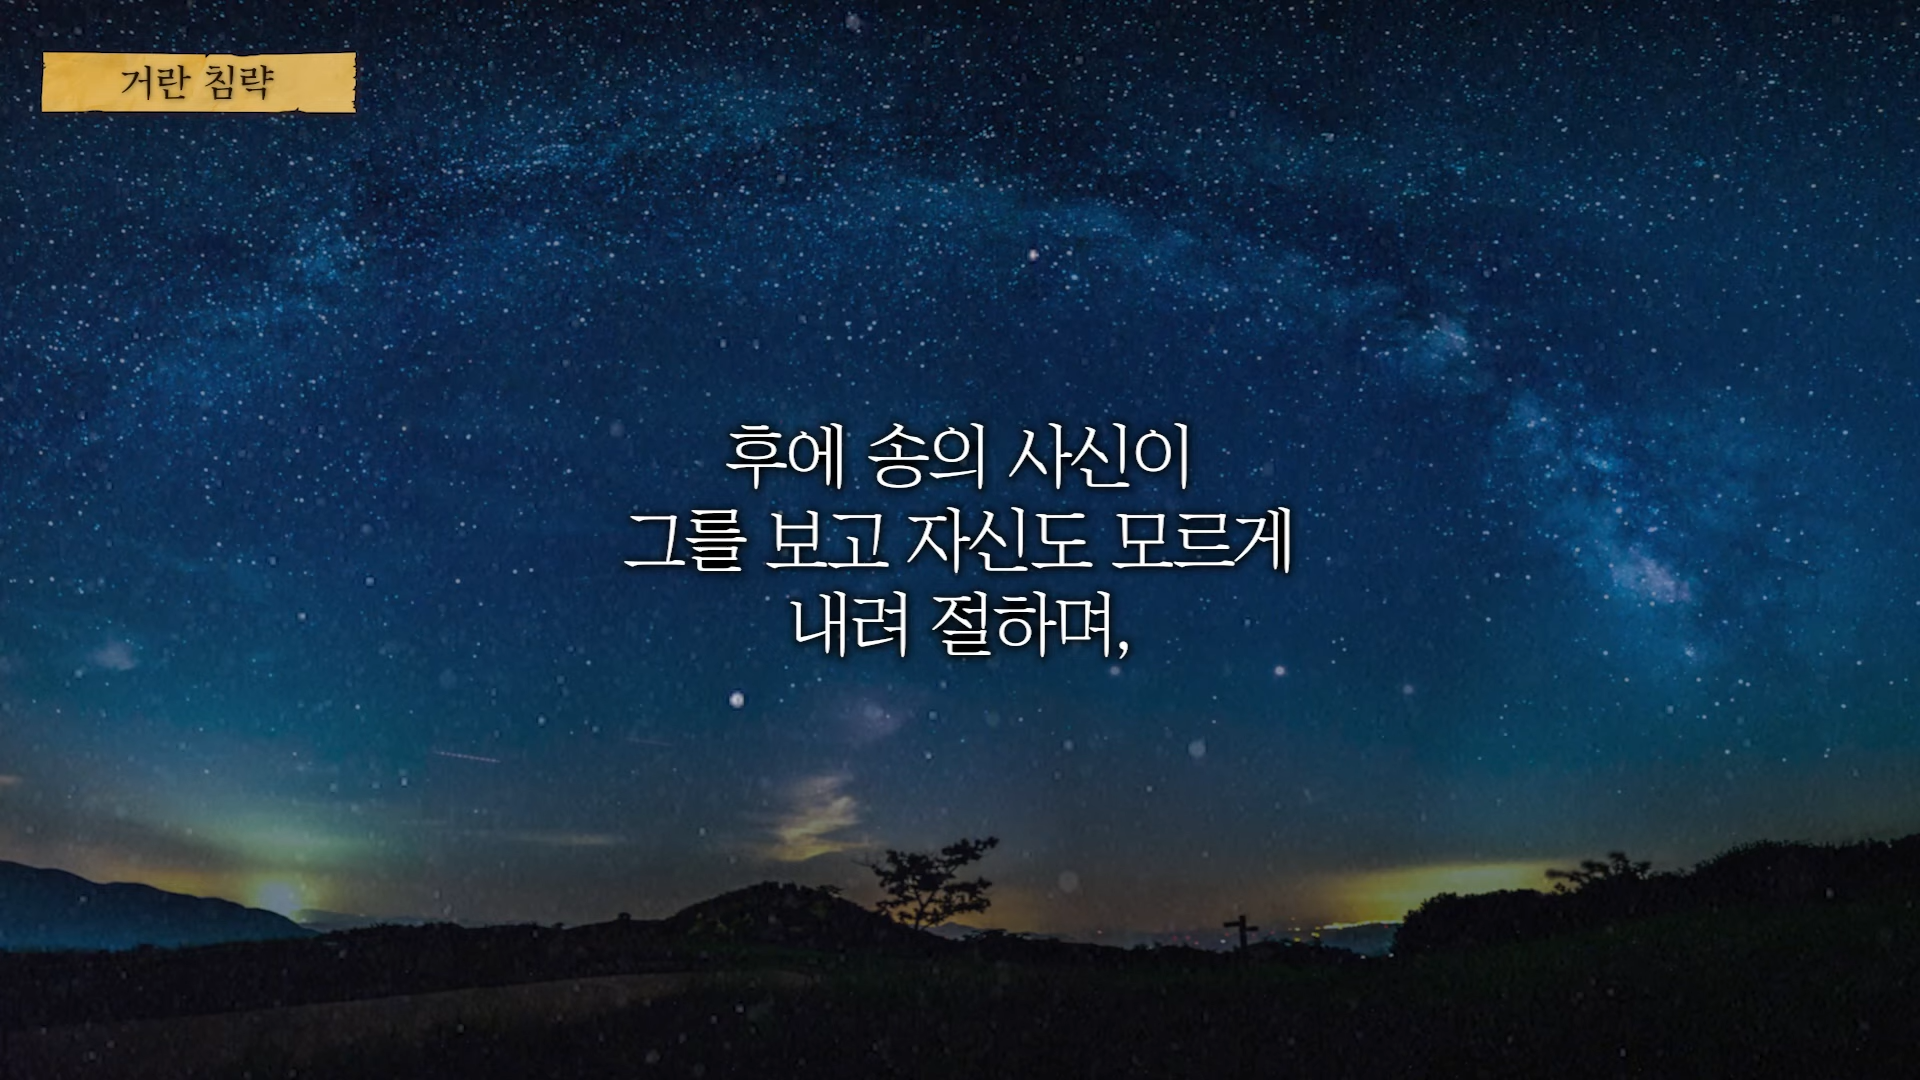 거란 침략
후에 송의 사신이
그를 보고 자신도 모르게
내려 절하며,